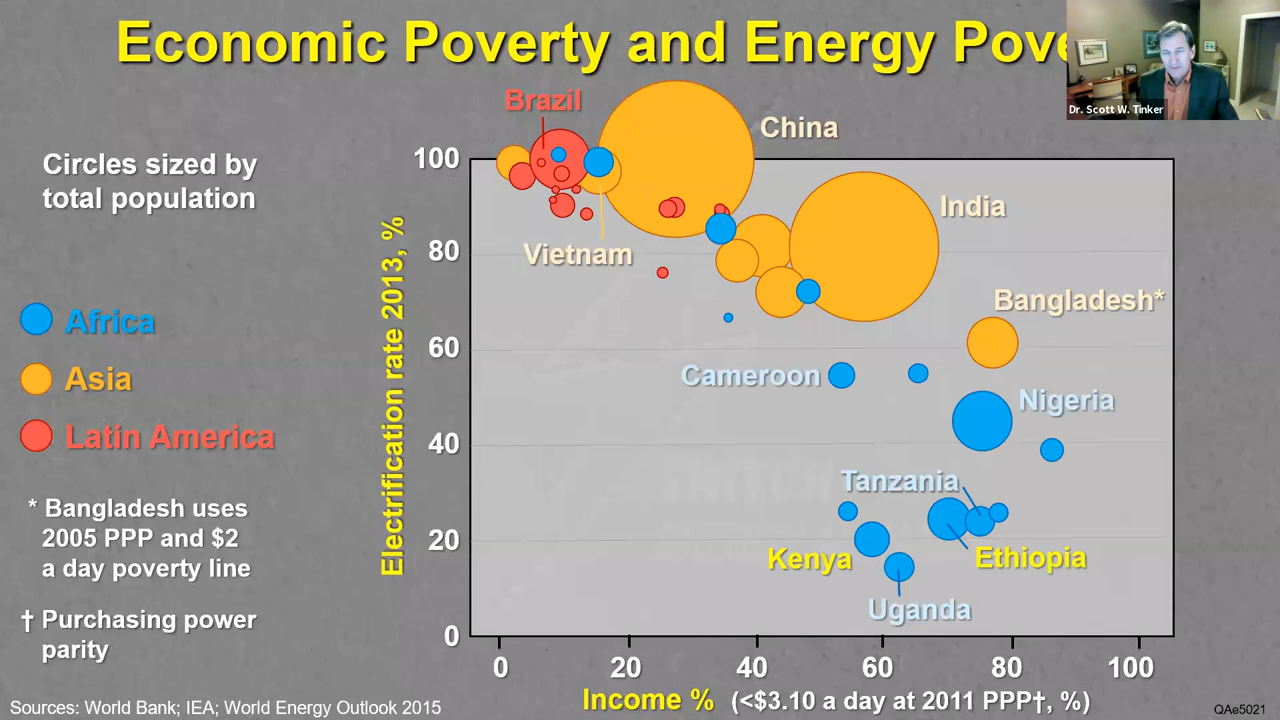 Economic Poverty and Energy Pove
Dr. Scott W. Tinker
Circles sized by
total population
Africa
Asia
Latin America
* Bangladesh uses
2005 PPP and $2
a day poverty line
† Purchasing power
parity
Electrification rate 2013, %
100
80
60
40
20
0
Brazil
China
Vietnam
India
Bangladesh*
Cameroon
Nigeria
Tanzania
Kenya
Ethiopia
Uganda
0 20 40 60 80 100
Income % (<$3.10 a day at 2011 PPP†, %)
Sources: World Bank; IEA; World Energy Outlook 2015
QAe5021